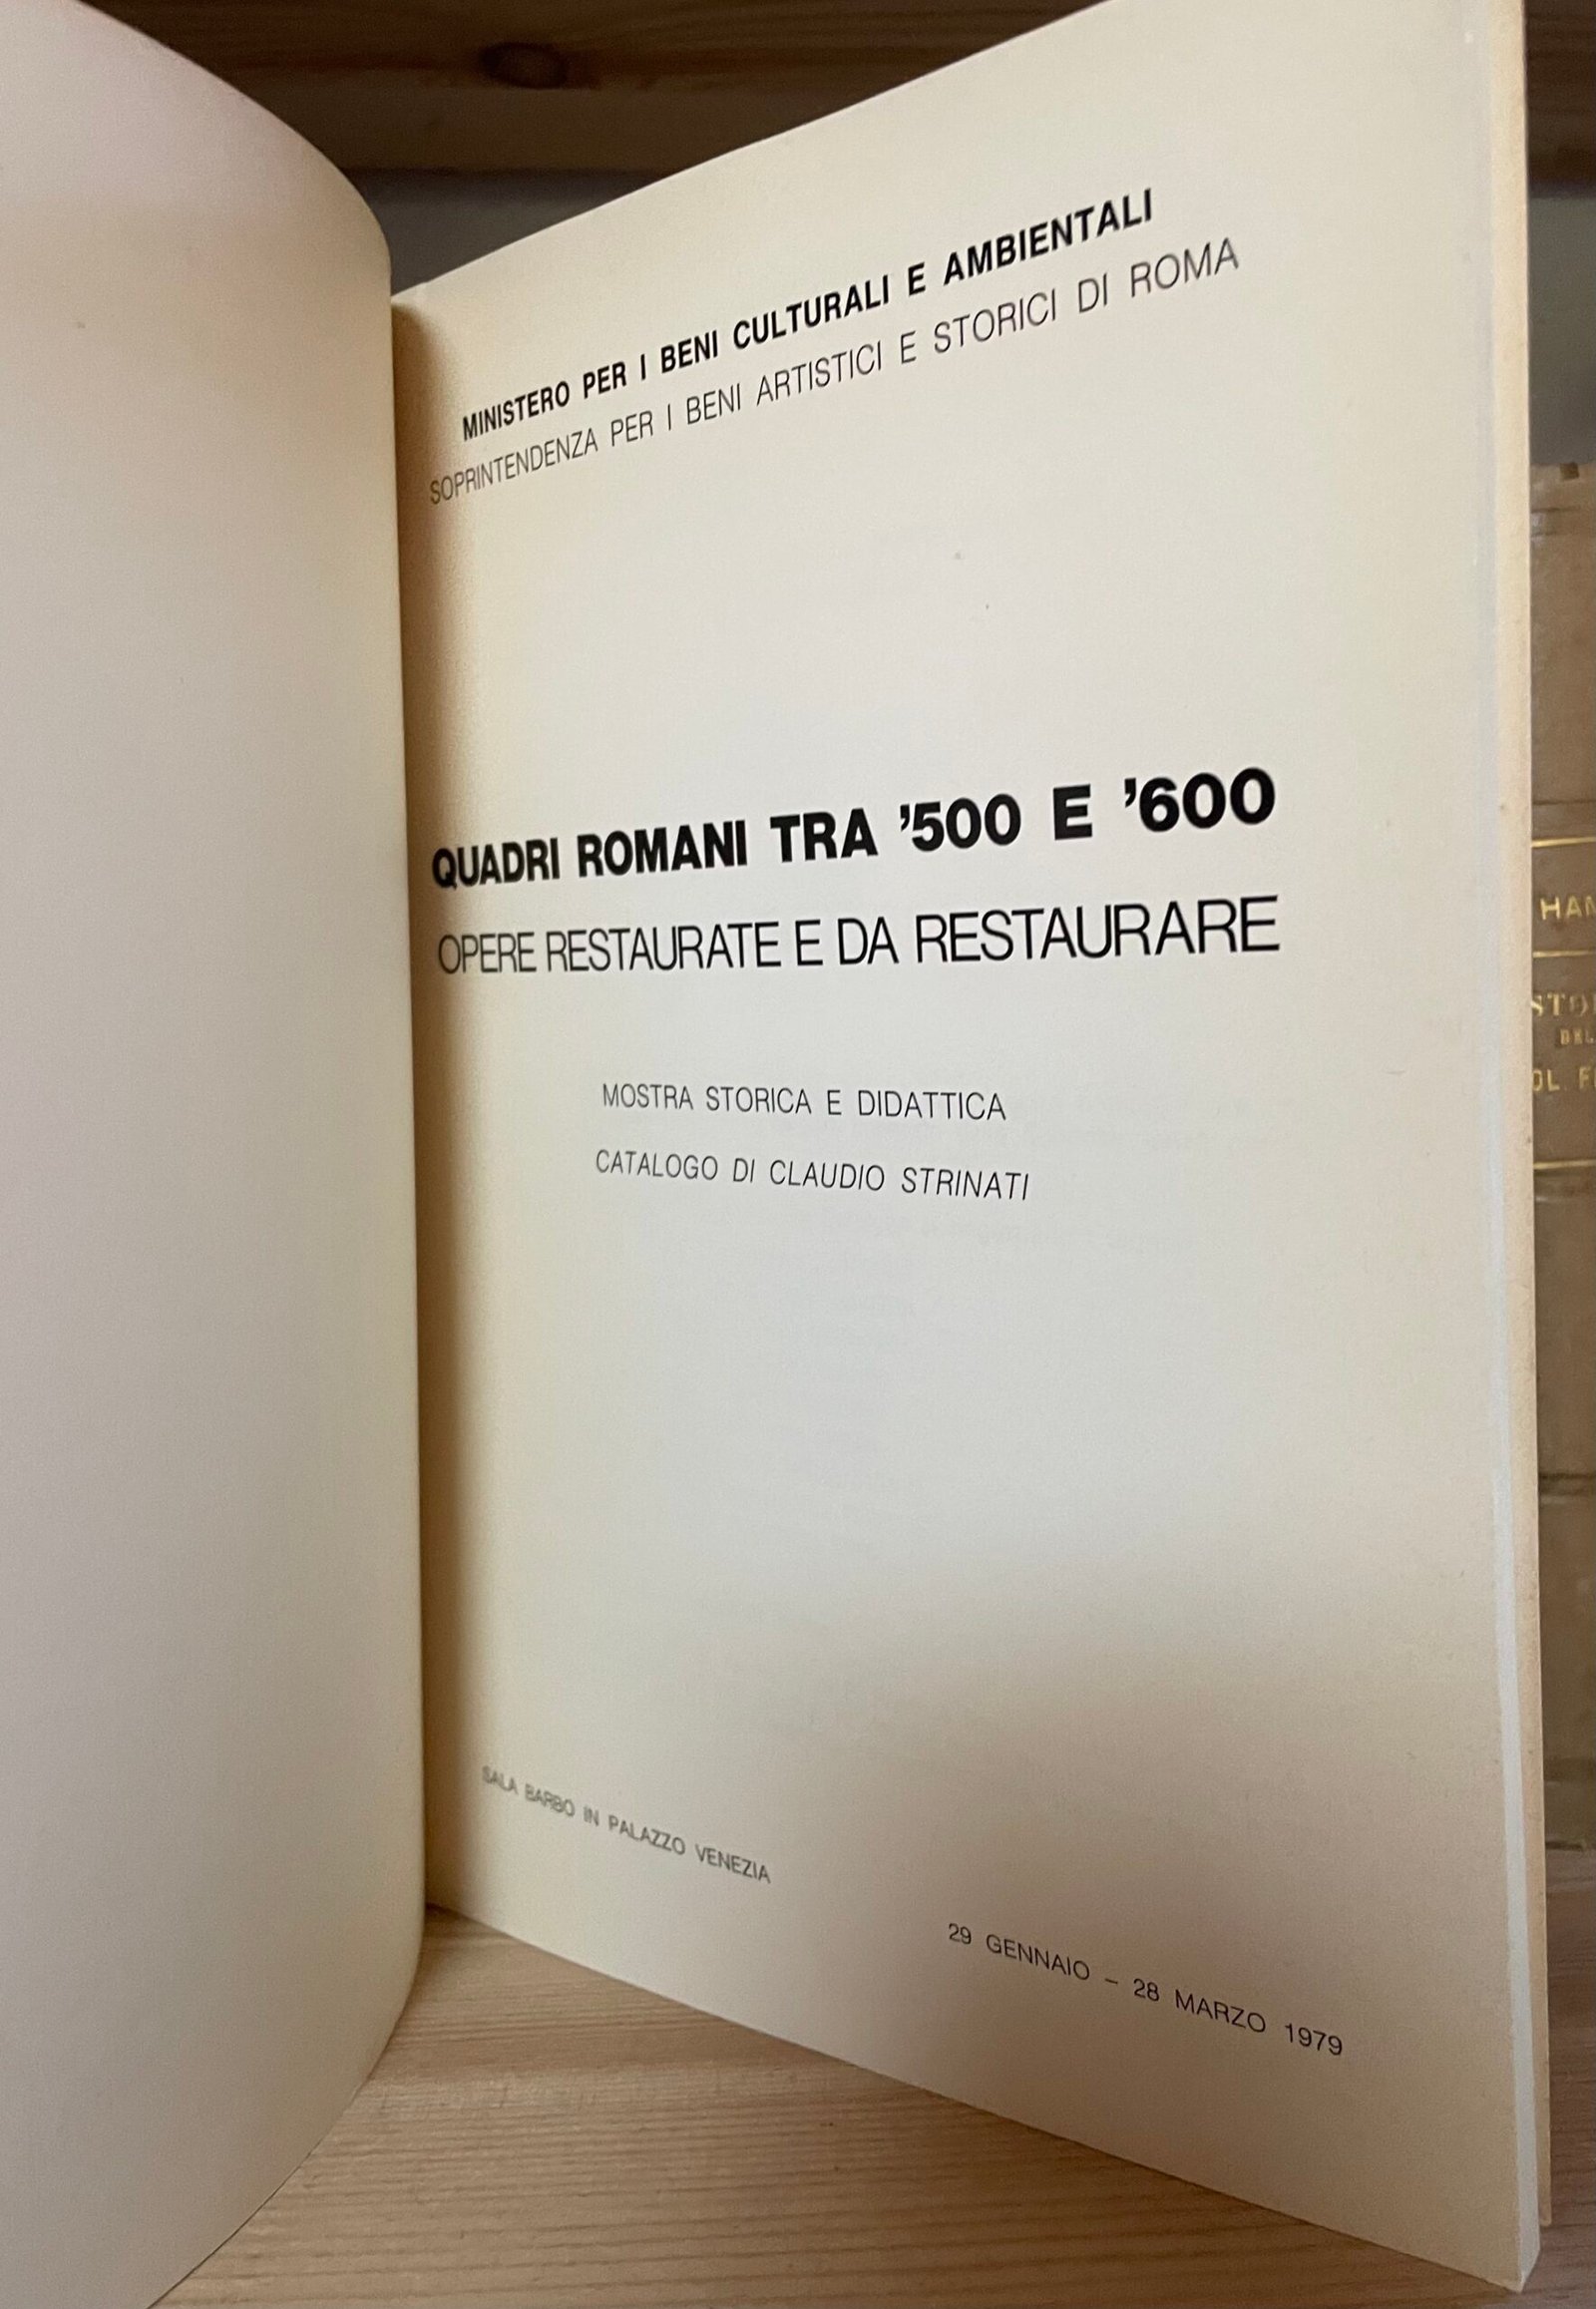 MINISTERO PER I BENI CULTURALI E AMBIENTALI
SOPRINTENDENZA PER I BENI ARTISTICI E STORICI DI ROMA
QUADRI ROMANI TRA ’500 E ’600
OPERE RESTAURATE E DA RESTAURARE
MOSTRA STORICA E DIDATTICA
CATALOGO DI CLAUDIO STRINATI
SALA BARBO IN PALAZZO VENEZIA
29 GENNAIO – 28 MARZO 1979